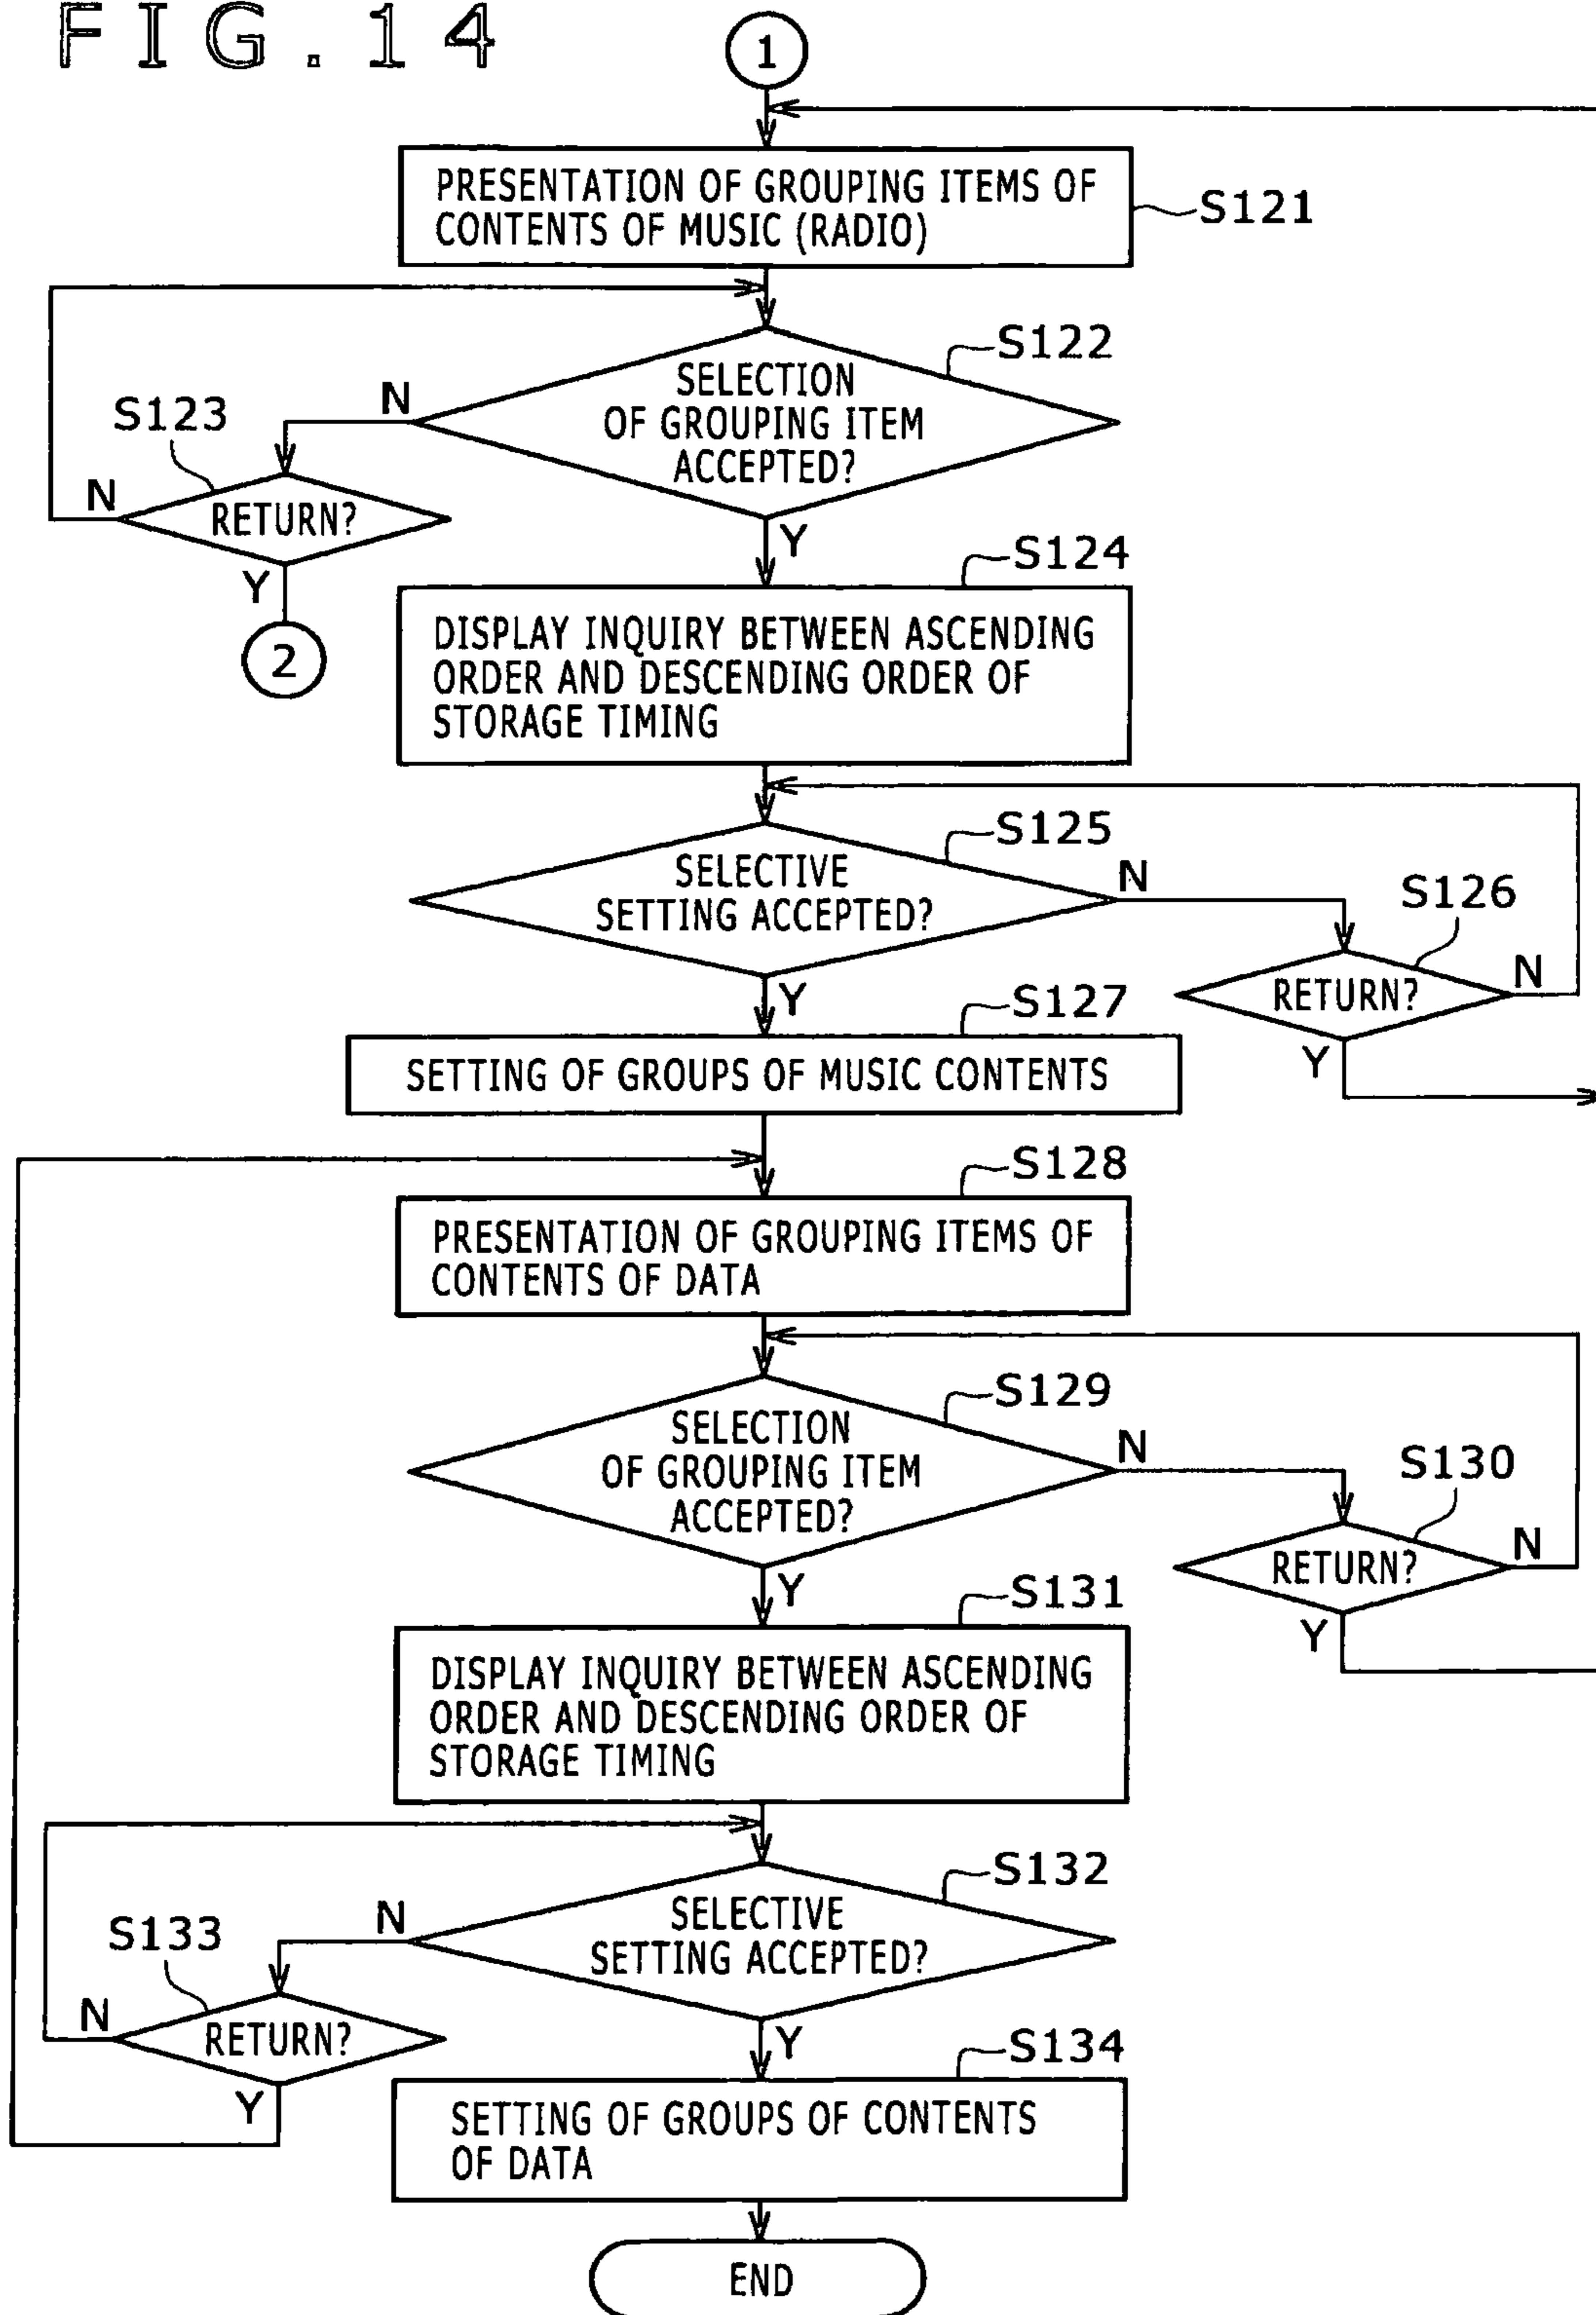 FIG.14
1
PRESENTATION OF GROUPING ITEMS OF
CONTENTS OF MUSIC (RADIO)
S121
S122
SELECTION
OF GROUPING ITEM
ACCEPTED?
N
S123
N
RETURN?
Y
Y
2
S124
DISPLAY INQUIRY BETWEEN ASCENDING
ORDER AND DESCENDING ORDER OF
STORAGE TIMING
S125
SELECTIVE
SETTING ACCEPTED?
N
S126
RETURN?
N
Y
Y
S127
SETTING OF GROUPS OF MUSIC CONTENTS
S128
PRESENTATION OF GROUPING ITEMS OF
CONTENTS OF DATA
S129
SELECTION
OF GROUPING ITEM
ACCEPTED?
N
S130
RETURN?
N
Y
Y
S131
DISPLAY INQUIRY BETWEEN ASCENDING
ORDER AND DESCENDING ORDER OF
STORAGE TIMING
S132
SELECTIVE
SETTING ACCEPTED?
N
S133
N
RETURN?
Y
Y
S134
SETTING OF GROUPS OF CONTENTS
OF DATA
END